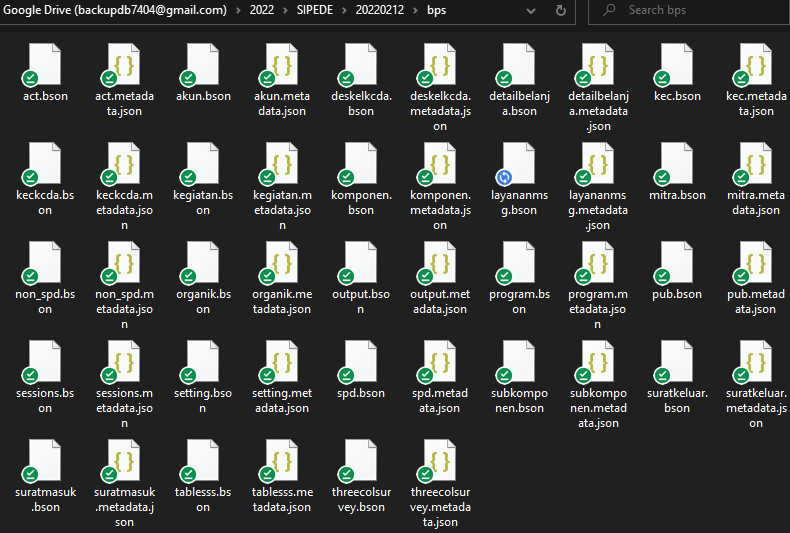 Google Drive (backupdb7404@gmail.com) > 2022 > SIPEDE > 20220212 > bps
Search bps
act.bson
act.metada
ta.json
akun.bson
akun.meta
data.json
deskelkcda.
bson
deskelkcda.
metadata.js
on
detailbelan
ja.bson
detailbelan
ja.metadata
.json
kec.bson
kec.metada
ta.json
keckcda.bs
on
keckcda.m
etadata.jso
n
kegiatan.bs
on
kegiatan.m
etadata.jso
n
komponen.
bson
komponen.
metadata.js
on
layananms
g.bson
layananms
g.metadata
.json
mitra.bson
mitra.meta
data.json
non_spd.bs
on
non_spd.m
etadata.jso
n
organik.bs
on
organik.me
tadata.json
output.bso
n
output.met
adata.json
program.bs
on
program.m
etadata.jso
n
pub.bson
pub.metad
ata.json
sessions.bs
on
sessions.m
etadata.jso
n
setting.bso
n
setting.met
adata.json
spd.bson
spd.metad
ata.json
subkompo
nen.bson
subkompo
nen.metad
ata.json
suratkeluar
.bson
suratkeluar.
metadata.js
on
suratmasuk
.bson
suratmasuk
.metadata.j
son
tablesss.bs
on
tablesss.me
tadata.json
threecolsur
vey.bson
threecolsur
vey.metada
ta.json